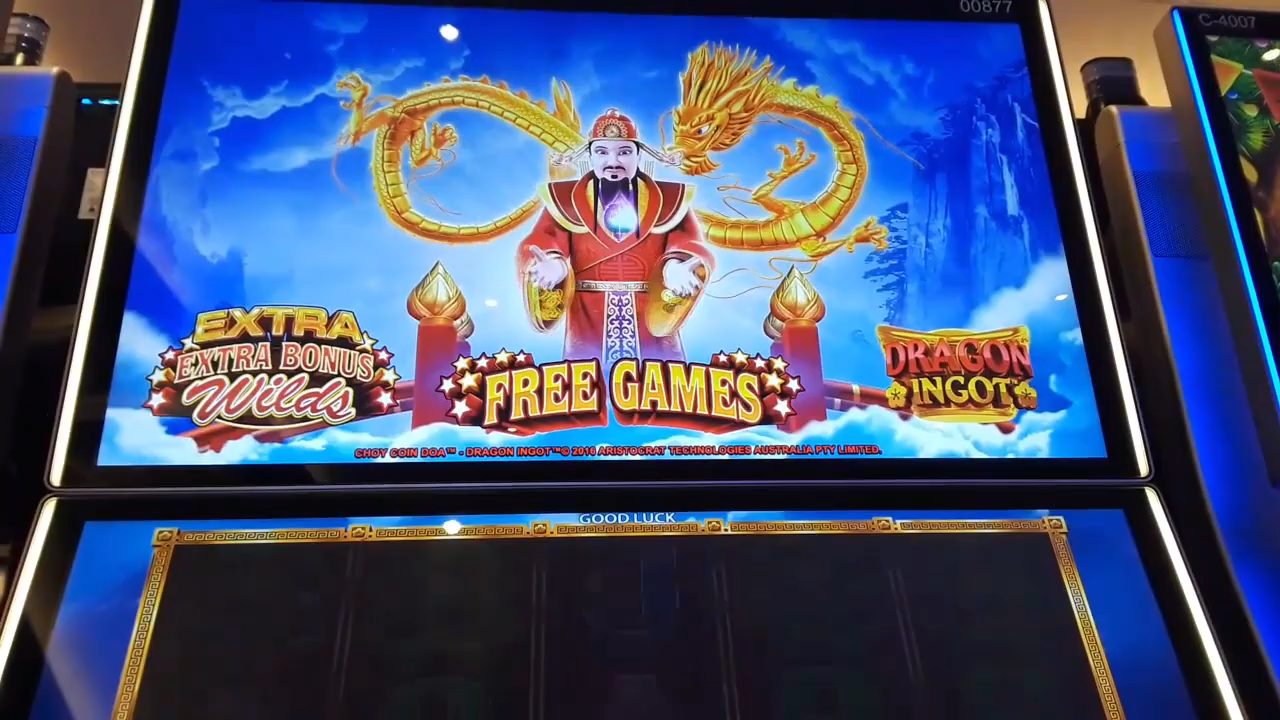 00877
C-4007
EXTRA
EXTRA BONUS
Wilds
FREE GAMES
DRAGON
INGOT
CHOY COIN DOA™ - DRAGON INGOT™© 2016 ARISTOCRAT TECHNOLOGIES AUSTRALIA PTY LIMITED.
GOOD LUCK